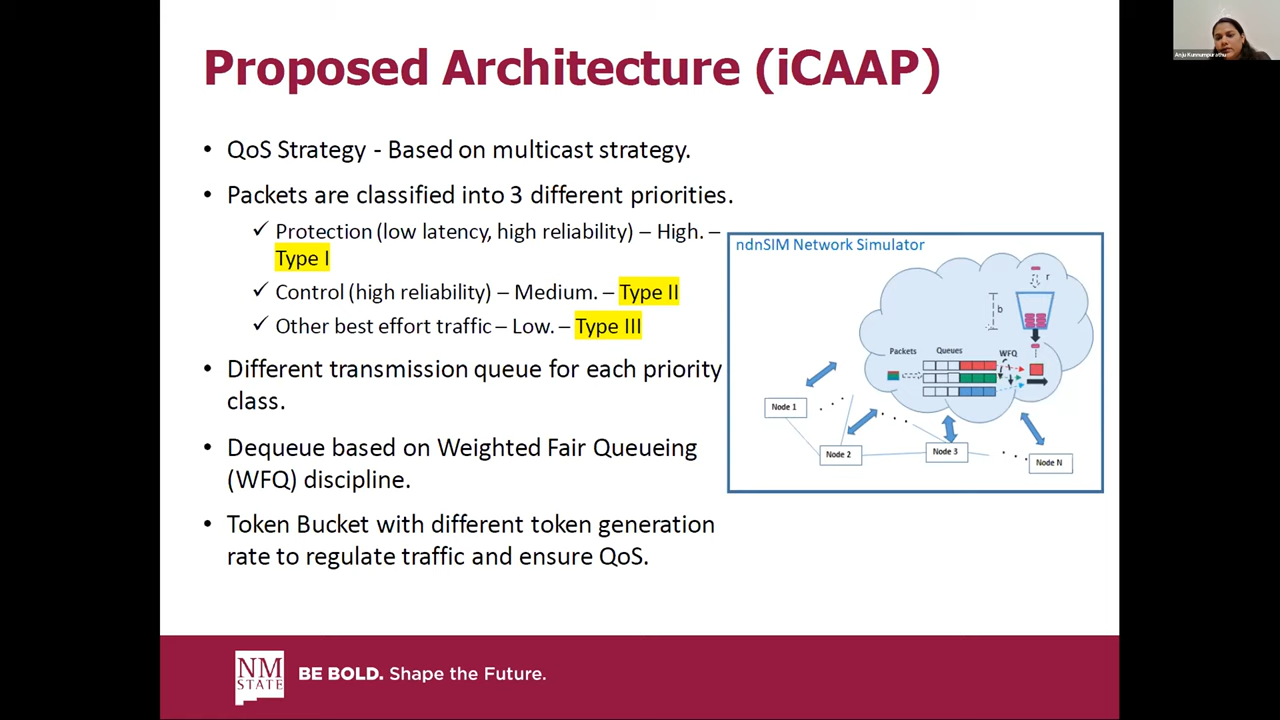 Proposed Architecture (iCAAP)
• QoS Strategy - Based on multicast strategy.
• Packets are classified into 3 different priorities.
✓ Protection (low latency, high reliability) – High. –
Type I
✓ Control (high reliability) – Medium. – Type II
✓ Other best effort traffic – Low. – Type III
• Different transmission queue for each priority
class.
• Dequeue based on Weighted Fair Queueing
(WFQ) discipline.
• Token Bucket with different token generation
rate to regulate traffic and ensure QoS.
ndnSIM Network Simulator
r
b
Packets
Queues
WFQ
Node 1
Node 2
Node 3
Node N
NM
STATE
BE BOLD. Shape the Future.
Anju Kunnumpurathu